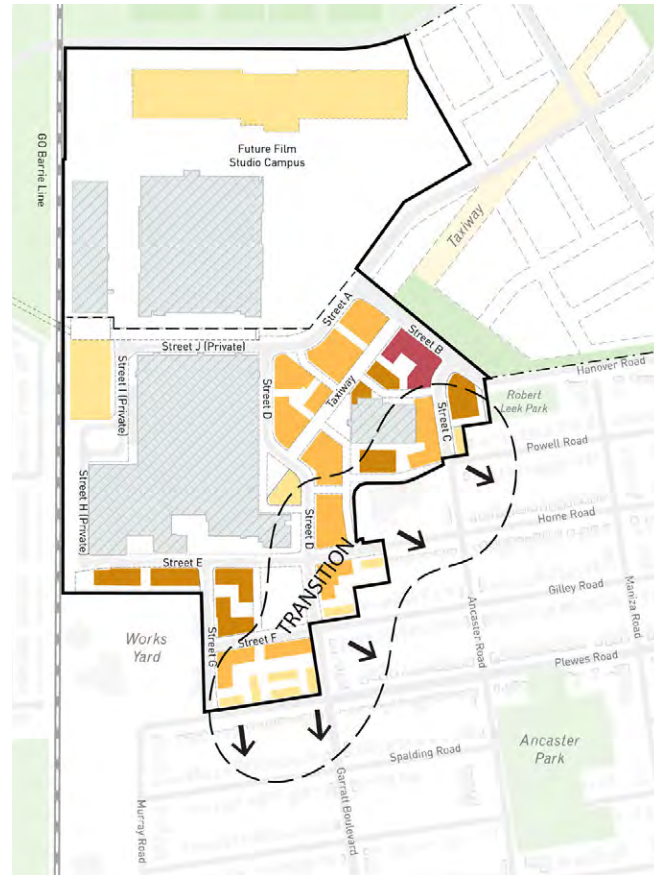 Future Film
Studio Campus
GO Barrie Line
Taxiway
Street A
Street B
Street J (Private)
Hanover Road
Street I (Private)
Street D
Taxiway
Robert
Leek Park
Street C
Powell Road
Street H (Private)
Home Road
Street D
Street E
TRANSITION
Gilley Road
Maniza Road
Ancaster Road
Works
Yard
Street F
Street G
Plewes Road
Ancaster
Park
Spalding Road
Garratt Boulevard
Murray Road